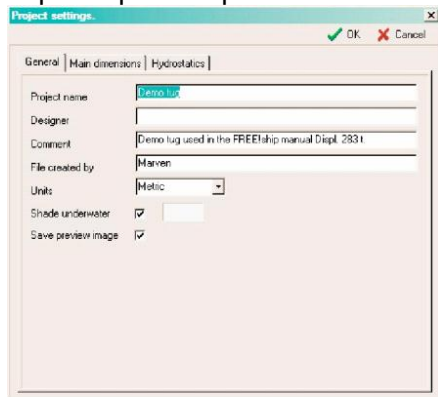 Project settings.
OK Cancel
General Main dimensions Hydrostatics
Project name Demo tug
Designer
Comment Demo tug used in the FREE!ship manual Displ. 283 t.
File created by Marven
Units Metric
Shade underwater
Save preview image